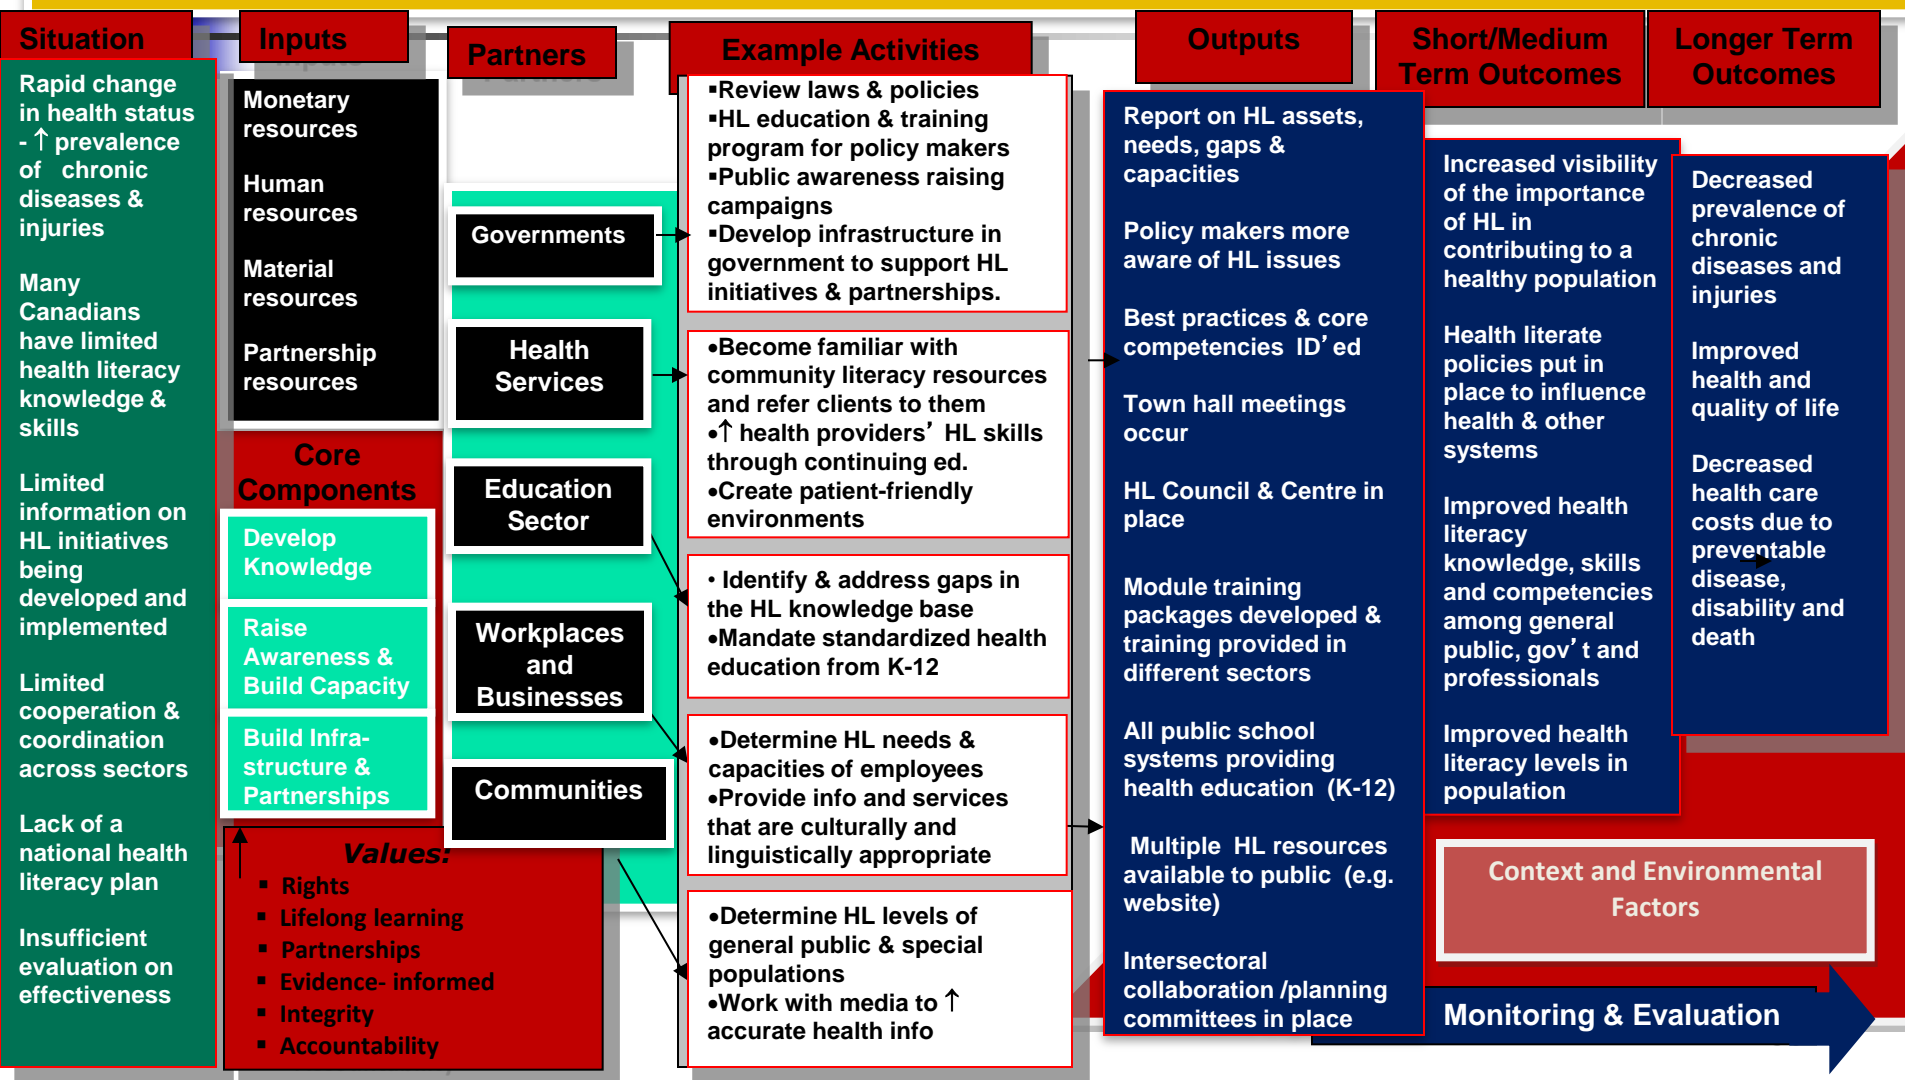 Situation
Rapid change
in health status
- ↑ prevalence
of chronic
diseases &
injuries
Many
Canadians
have limited
health literacy
knowledge &
skills
Limited
information on
HL initiatives
being
developed and
implemented
Limited
cooperation &
coordination
across sectors
Lack of a
national health
literacy plan
Insufficient
evaluation on
effectiveness
Inputs
Monetary
resources
Human
resources
Material
resources
Partnership
resources
Core
Components
Develop
Knowledge
Raise
Awareness &
Build Capacity
Build Infra-
structure &
Partnerships
Values:
▪ Rights
▪ Lifelong learning
▪ Partnerships
▪ Evidence- informed
▪ Integrity
▪ Accountability
Partners
Governments
Health
Services
Education
Sector
Workplaces
and
Businesses
Communities
Example Activities
▪Review laws & policies
▪HL education & training
program for policy makers
▪Public awareness raising
campaigns
▪Develop infrastructure in
government to support HL
initiatives & partnerships.
•Become familiar with
community literacy resources
and refer clients to them
•↑ health providers’ HL skills
through continuing ed.
•Create patient-friendly
environments
• Identify & address gaps in
the HL knowledge base
•Mandate standardized health
education from K-12
•Determine HL needs &
capacities of employees
•Provide info and services
that are culturally and
linguistically appropriate
•Determine HL levels of
general public & special
populations
•Work with media to ↑
accurate health info
Outputs
Report on HL assets,
needs, gaps &
capacities
Policy makers more
aware of HL issues
Best practices & core
competencies ID’ed
Town hall meetings
occur
HL Council & Centre in
place
Module training
packages developed &
training provided in
different sectors
All public school
systems providing
health education (K-12)
Multiple HL resources
available to public (e.g.
website)
Intersectoral
collaboration /planning
committees in place
Short/Medium
Term Outcomes
Increased visibility
of the importance
of HL in
contributing to a
healthy population
Health literate
policies put in
place to influence
health & other
systems
Improved health
literacy
knowledge, skills
and competencies
among general
public, gov’t and
professionals
Improved health
literacy levels in
population
Longer Term
Outcomes
Decreased
prevalence of
chronic
diseases and
injuries
Improved
health and
quality of life
Decreased
health care
costs due to
preventable
disease,
disability and
death
Context and Environmental
Factors
Monitoring & Evaluation